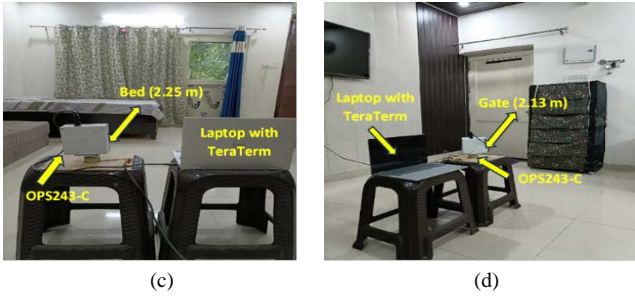 Bed (2.25 m)
Laptop with
TeraTerm
OPS243-C
(c)
Laptop with
TeraTerm
Gate (2.13 m)
OPS243-C
(d)